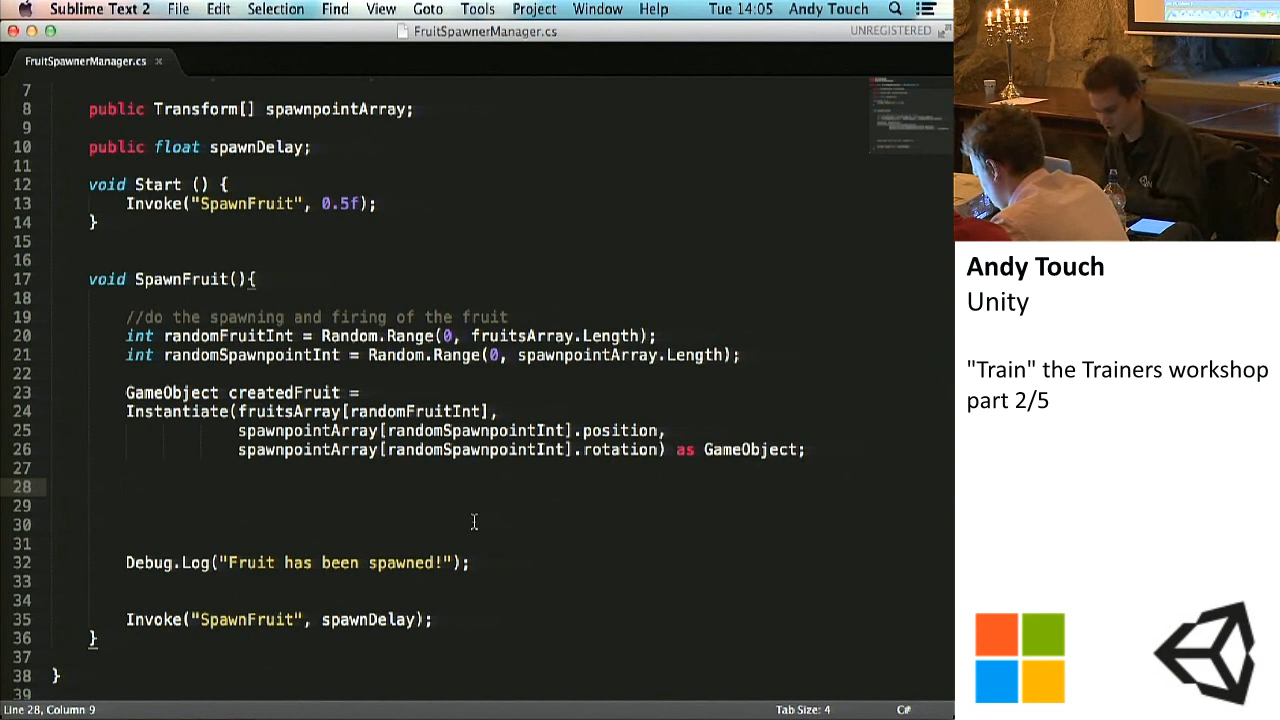 Sublime Text 2 File Edit Selection Find View Goto Tools Project Window Help Tue 14:05 Andy Touch
FruitSpawnerManager.cs UNREGISTERED
FruitSpawnerManager.cs ×
7
8 public Transform[] spawnpointArray;
9
10 public float spawnDelay;
11
12 void Start () {
13 Invoke("SpawnFruit", 0.5f);
14 }
15
16
17 void SpawnFruit(){
18
19 //do the spawning and firing of the fruit
20 int randomFruitInt = Random.Range(0, fruitsArray.Length);
21 int randomSpawnpointInt = Random.Range(0, spawnpointArray.Length);
22
23 GameObject createdFruit =
24 Instantiate(fruitsArray[randomFruitInt],
25 spawnpointArray[randomSpawnpointInt].position,
26 spawnpointArray[randomSpawnpointInt].rotation) as GameObject;
27
28
29
30
31
32 Debug.Log("Fruit has been spawned!");
33
34
35 Invoke("SpawnFruit", spawnDelay);
36 }
37
38 }
39
Line 28, Column 9 Tab Size: 4 C#
Andy Touch
Unity
"Train" the Trainers workshop
part 2/5